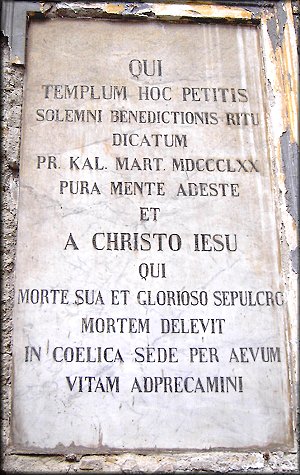 QUI
TEMPLUM HOC PETITIS
SOLEMNI BENEDICTIONIS RITU
DICATUM
PR. KAL. MART. MDCCCLXX
PURA MENTE ADESTE
ET
A CHRISTO IESU
QUI
MORTE SUA ET GLORIOSO SEPULCRO
MORTEM DELEVIT
IN COELICA SEDE PER AEVUM
VITAM ADPRECAMINI